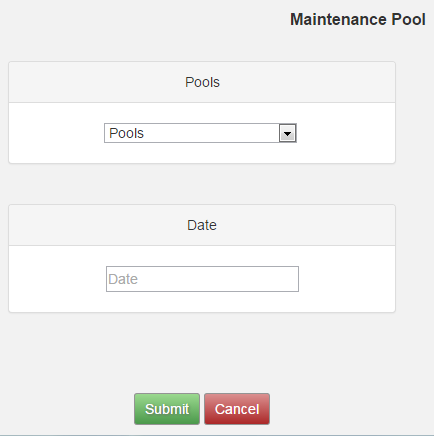 Maintenance Pool
Pools
Pools
Date
Date
Submit Cancel